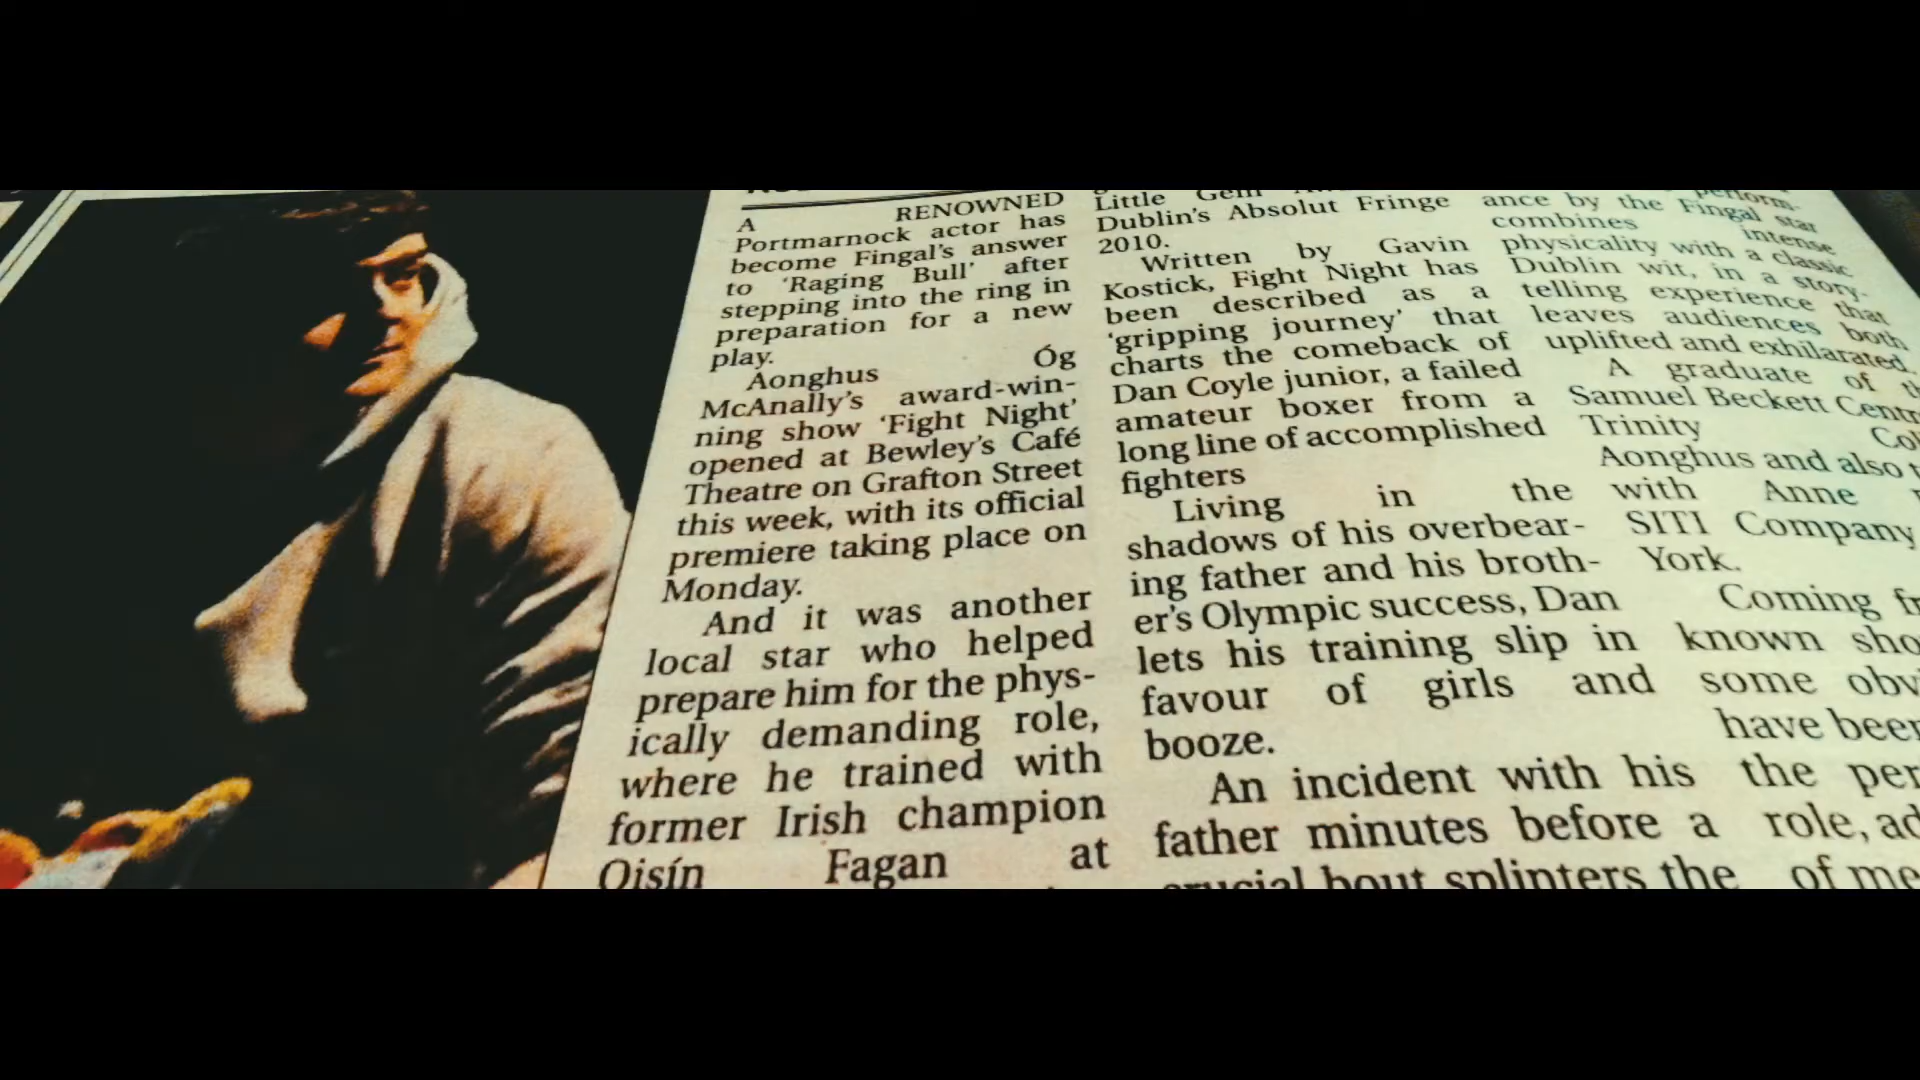 A RENOWNED
Portmarnock actor has
become Fingal's answer
to 'Raging Bull' after
stepping into the ring in
preparation for a new
play.
Aonghus Óg
McAnally's award-win-
ning show 'Fight Night'
opened at Bewley's Café
Theatre on Grafton Street
this week, with its official
premiere taking place on
Monday.
And it was another
local star who helped
prepare him for the phys-
ically demanding role,
where he trained with
former Irish champion
Oisín Fagan at
Little Gem
Dublin's Absolut Fringe
2010.
Written by Gavin
Kostick, Fight Night has
been described as a
'gripping journey' that
charts the comeback of
Dan Coyle junior, a failed
amateur boxer from a
long line of accomplished
fighters
Living in the
shadows of his overbear-
ing father and his broth-
er's Olympic success, Dan
lets his training slip in
favour of girls and
booze.
An incident with his
father minutes before a
crucial bout splinters the
perform-
ance by the Fingal star
combines intense
physicality with a classic
Dublin wit, in a story-
telling experience that
leaves audiences both
uplifted and exhilarated.
A graduate of
Samuel Beckett
Trinity
Aonghus and also
with Anne
SITI Company
York.
Coming
known
some
have been
the
role,
of